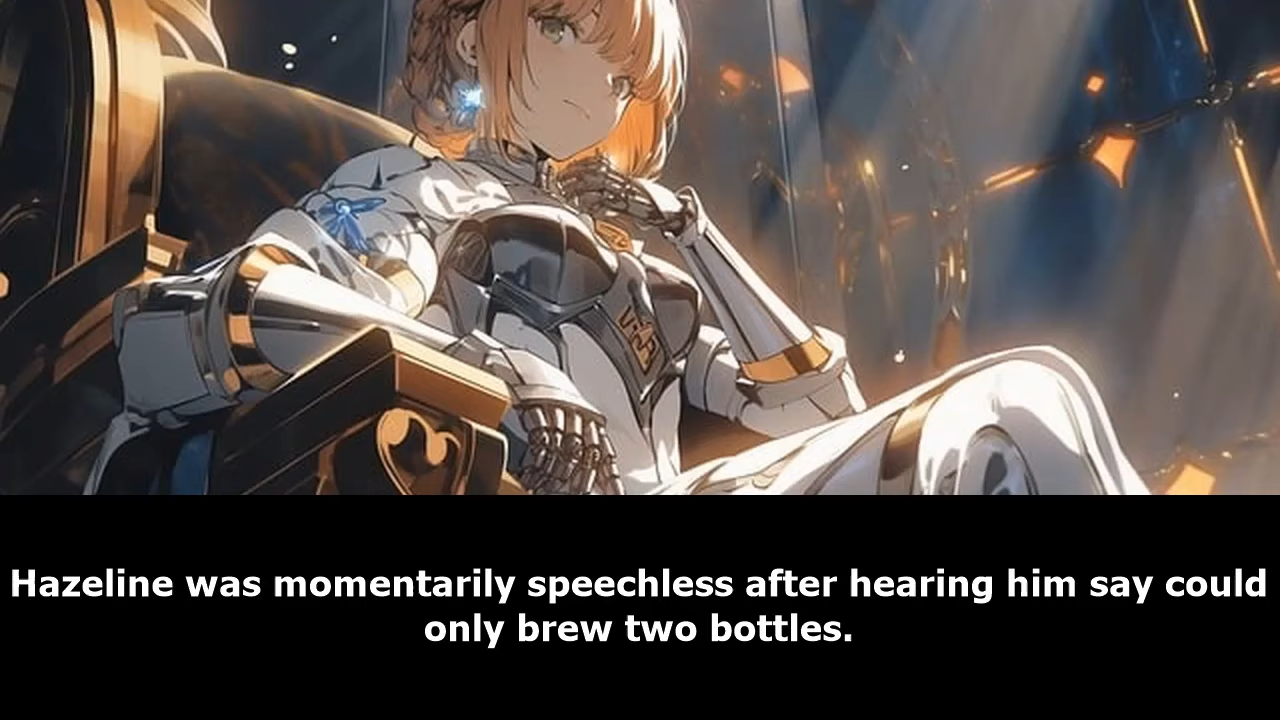 Hazeline was momentarily speechless after hearing him say could
only brew two bottles.